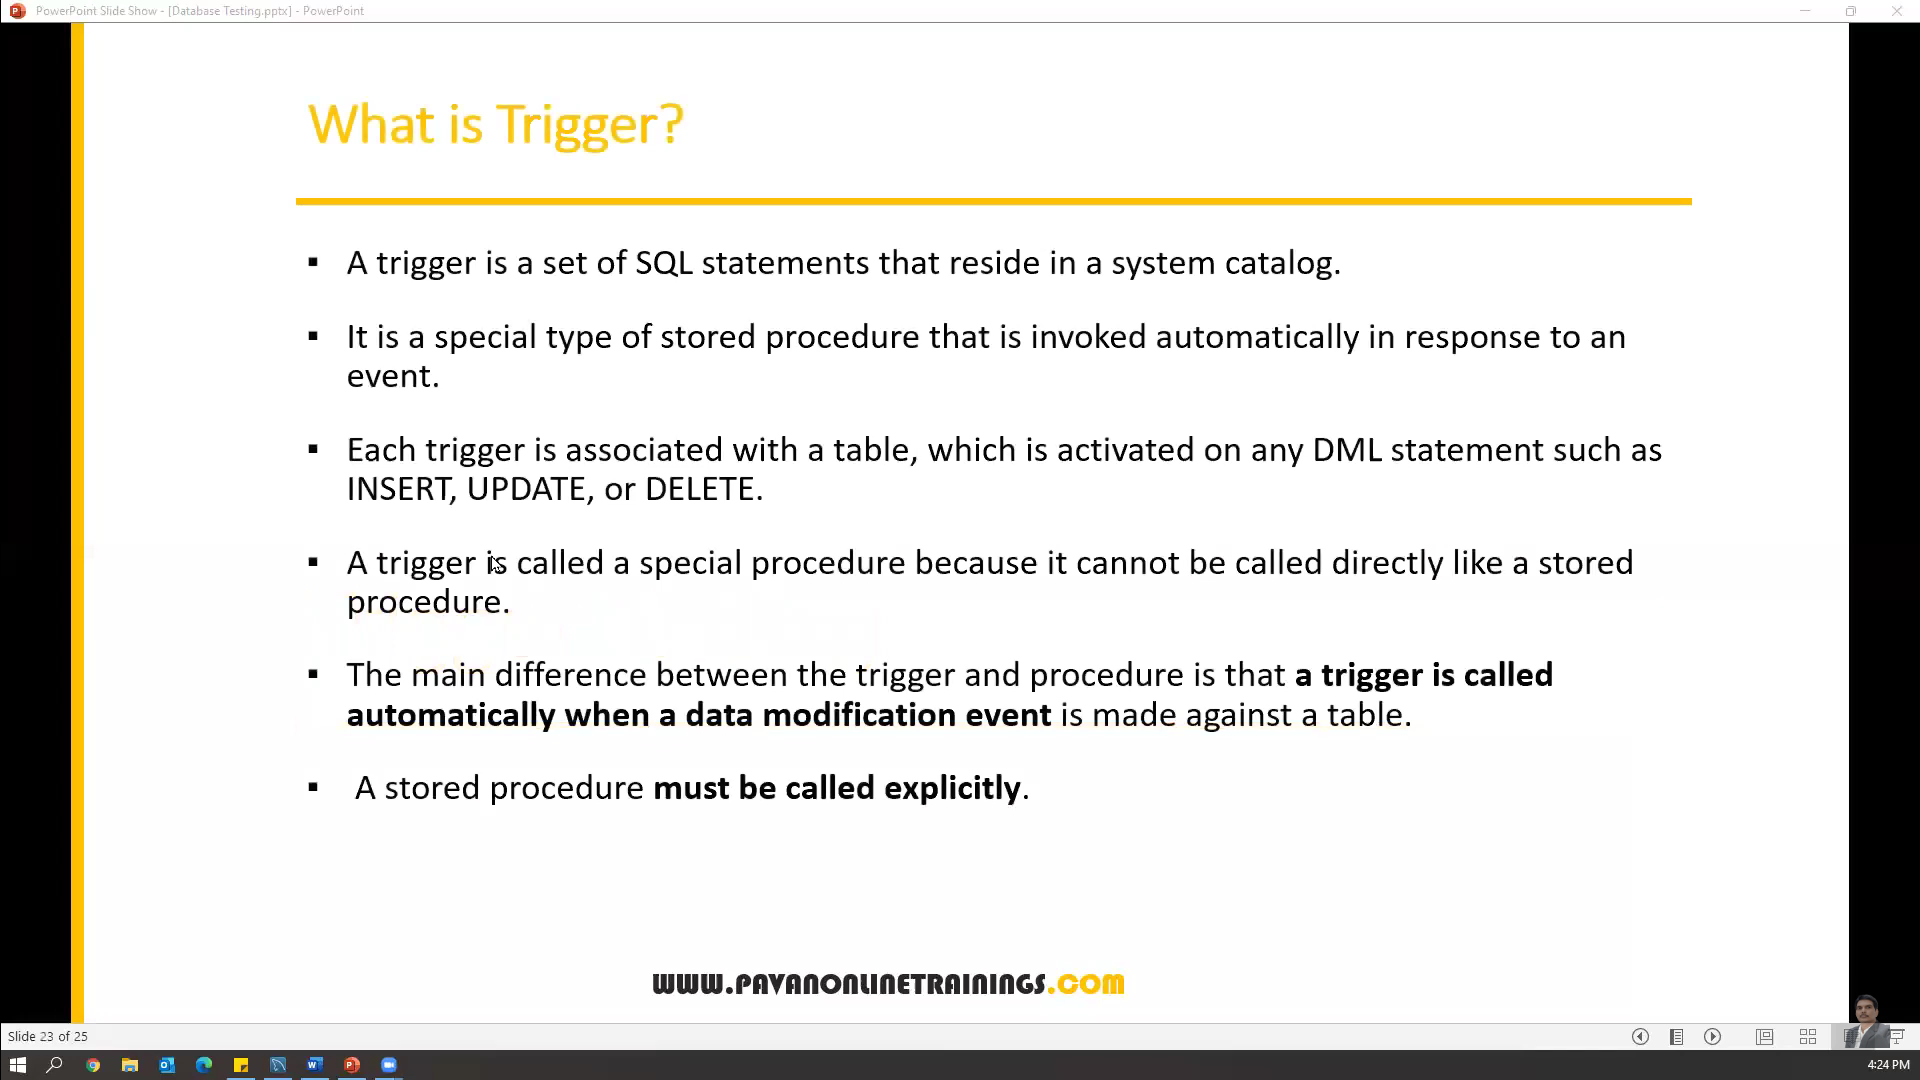 PowerPoint Slide Show - [Database Testing.pptx] - PowerPoint
What is Trigger?
▪ A trigger is a set of SQL statements that reside in a system catalog.
▪ It is a special type of stored procedure that is invoked automatically in response to an
event.
▪ Each trigger is associated with a table, which is activated on any DML statement such as
INSERT, UPDATE, or DELETE.
▪ A trigger is called a special procedure because it cannot be called directly like a stored
procedure.
▪ The main difference between the trigger and procedure is that a trigger is called
automatically when a data modification event is made against a table.
▪ A stored procedure must be called explicitly.
WWW.PAVANONLINETRAININGS.COM
Slide 23 of 25
4:24 PM